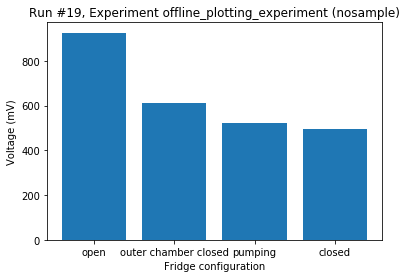 Run #19, Experiment offline_plotting_experiment (nosample)
Voltage (mV)
800
600
400
200
0
open
outer chamber closed
pumping
closed
Fridge configuration